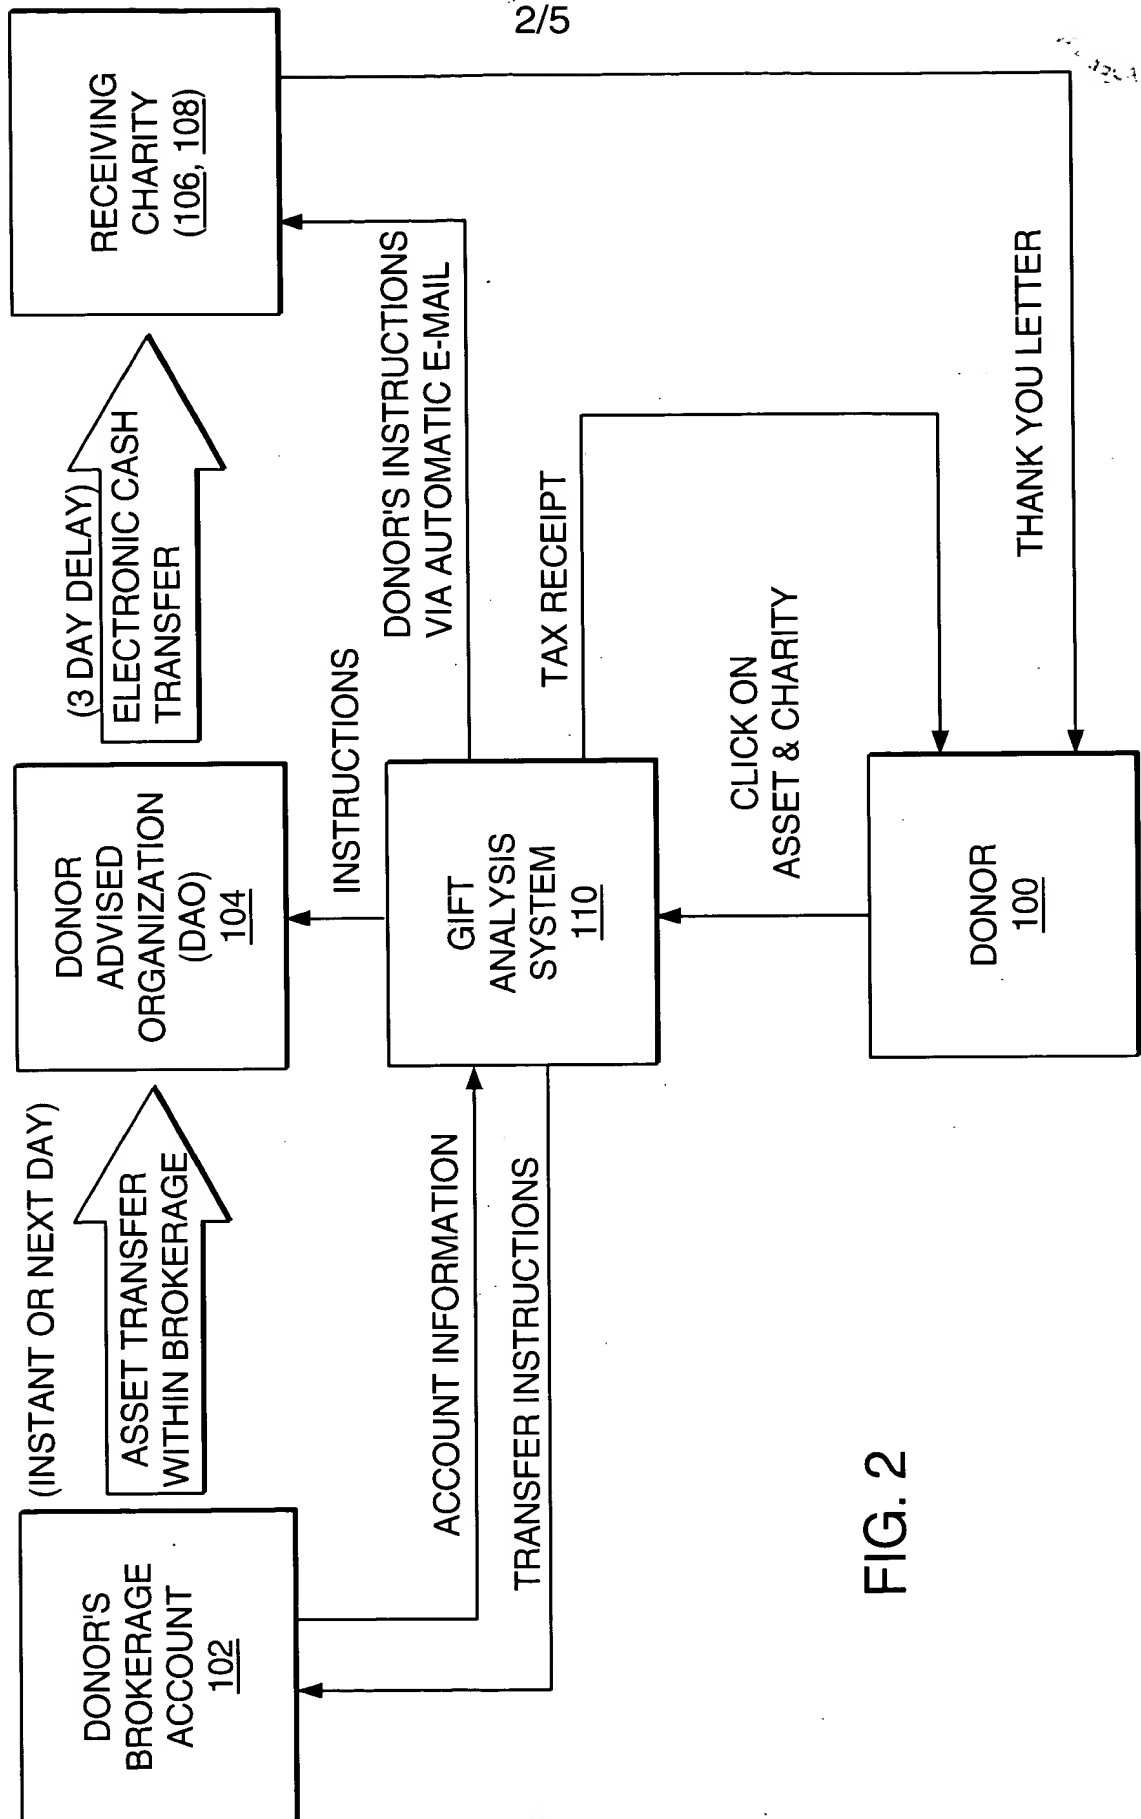 2/5
(INSTANT OR NEXT DAY)
(3 DAY DELAY)
DONOR'S
BROKERAGE
ACCOUNT
102
ASSET TRANSFER
WITHIN BROKERAGE
DONOR
ADVISED
ORGANIZATION
(DAO)
104
ELECTRONIC CASH
TRANSFER
RECEIVING
CHARITY
(106, 108)
INSTRUCTIONS
DONOR'S INSTRUCTIONS
VIA AUTOMATIC E-MAIL
ACCOUNT INFORMATION
TRANSFER INSTRUCTIONS
GIFT
ANALYSIS
SYSTEM
110
TAX RECEIPT
CLICK ON
ASSET & CHARITY
DONOR
100
THANK YOU LETTER
FIG. 2